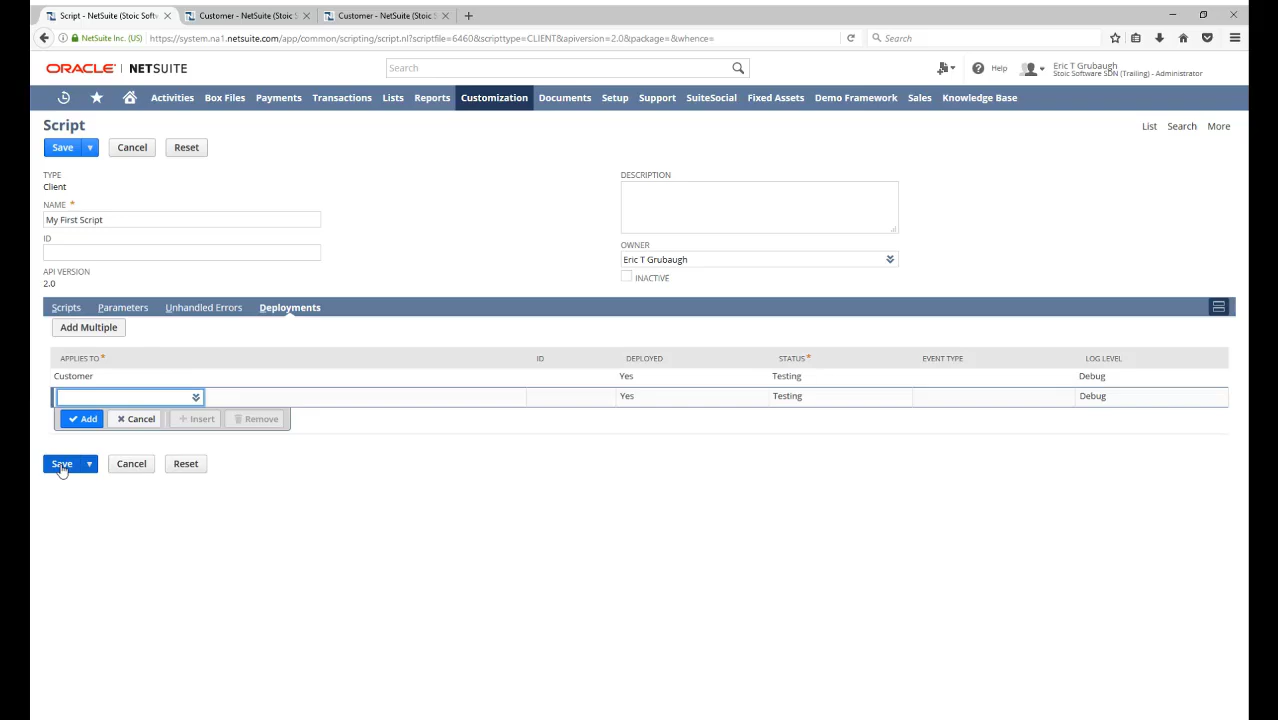 Script - NetSuite (Stoic Soft
Customer - NetSuite (Stoic S
Customer - NetSuite (Stoic S
NetSuite Inc. (US)
https://system.na1.netsuite.com/app/common/scripting/script.nl?scriptfile=6460&scripttype=CLIENT&apiversion=2.0&package=&whence=
Search
ORACLE | NETSUITE
Search
Help
Eric T Grubaugh
Stoic Software SDN (Trailing) - Administrator
Activities Box Files Payments Transactions Lists Reports Customization Documents Setup Support SuiteSocial Fixed Assets Demo Framework Sales Knowledge Base
Script
List Search More
Save Cancel Reset
TYPE
Client
NAME *
My First Script
ID
API VERSION
2.0
DESCRIPTION
OWNER
Eric T Grubaugh
INACTIVE
Scripts Parameters Unhandled Errors Deployments
Add Multiple
APPLIES TO * ID DEPLOYED STATUS * EVENT TYPE LOG LEVEL
Customer Yes Testing Debug
Yes Testing Debug
Add Cancel Insert Remove
Save Cancel Reset